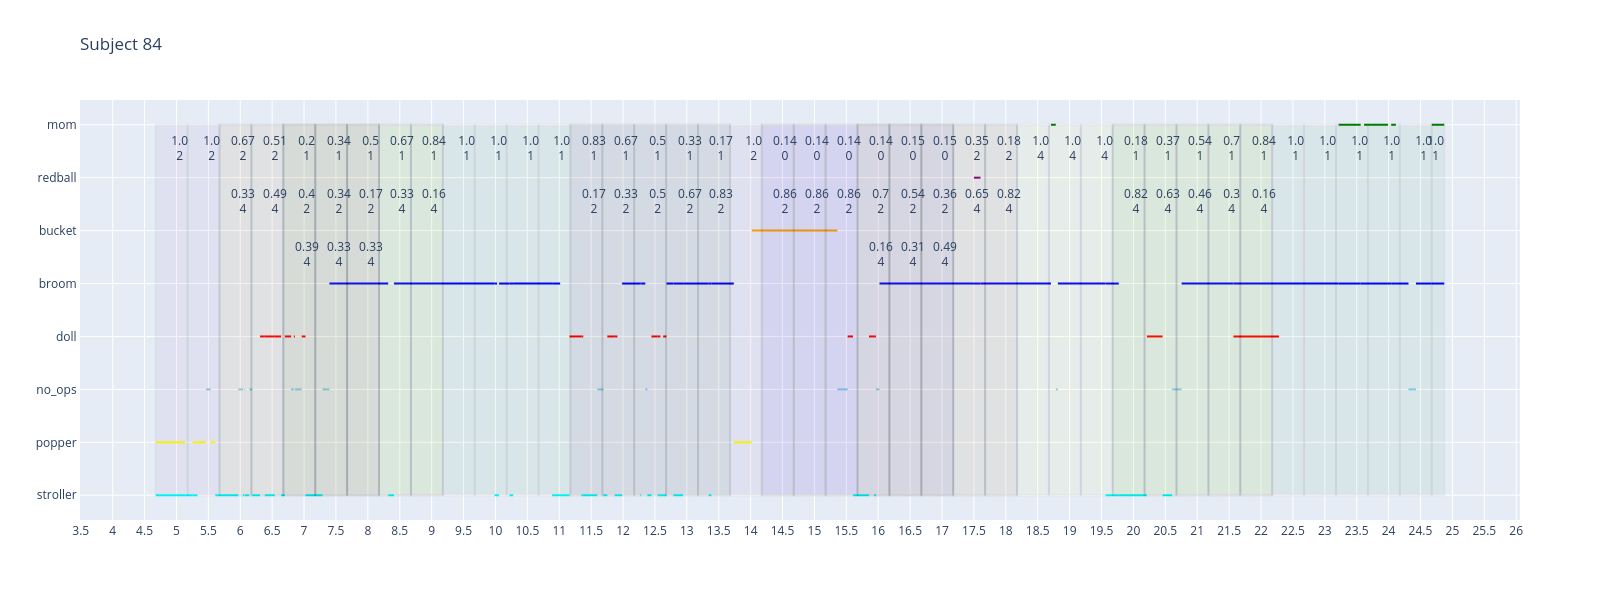 Subject 84
mom
1.0 1.0 0.67 0.51 0.2 0.34 0.5 0.67 0.84 1.0 1.0 1.0 1.0 0.83 0.67 0.5 0.33 0.17 1.0 0.14 0.14 0.14 0.14 0.15 0.15 0.35 0.18 1.0 1.0 1.0 0.18 0.37 0.54 0.7 0.84 1.0 1.0 1.0 1.0 1.0 1.0
2 2 2 2 1 1 1 1 1 1 1 1 1 1 1 1 1 1 2 0 0 0 0 0 0 2 2 4 4 4 1 1 1 1 1 1 1 1 1 1 1
redball
0.33 0.49 0.4 0.34 0.17 0.33 0.16 0.17 0.33 0.5 0.67 0.83 0.86 0.86 0.86 0.7 0.54 0.36 0.65 0.82 0.82 0.63 0.46 0.3 0.16
4 4 2 2 2 4 4 2 2 2 2 2 2 2 2 2 2 2 4 4 4 4 4 4 4
bucket
0.39 0.33 0.33 0.16 0.31 0.49
4 4 4 4 4 4
broom
doll
no_ops
popper
stroller
3.5 4 4.5 5 5.5 6 6.5 7 7.5 8 8.5 9 9.5 10 10.5 11 11.5 12 12.5 13 13.5 14 14.5 15 15.5 16 16.5 17 17.5 18 18.5 19 19.5 20 20.5 21 21.5 22 22.5 23 23.5 24 24.5 25 25.5 26